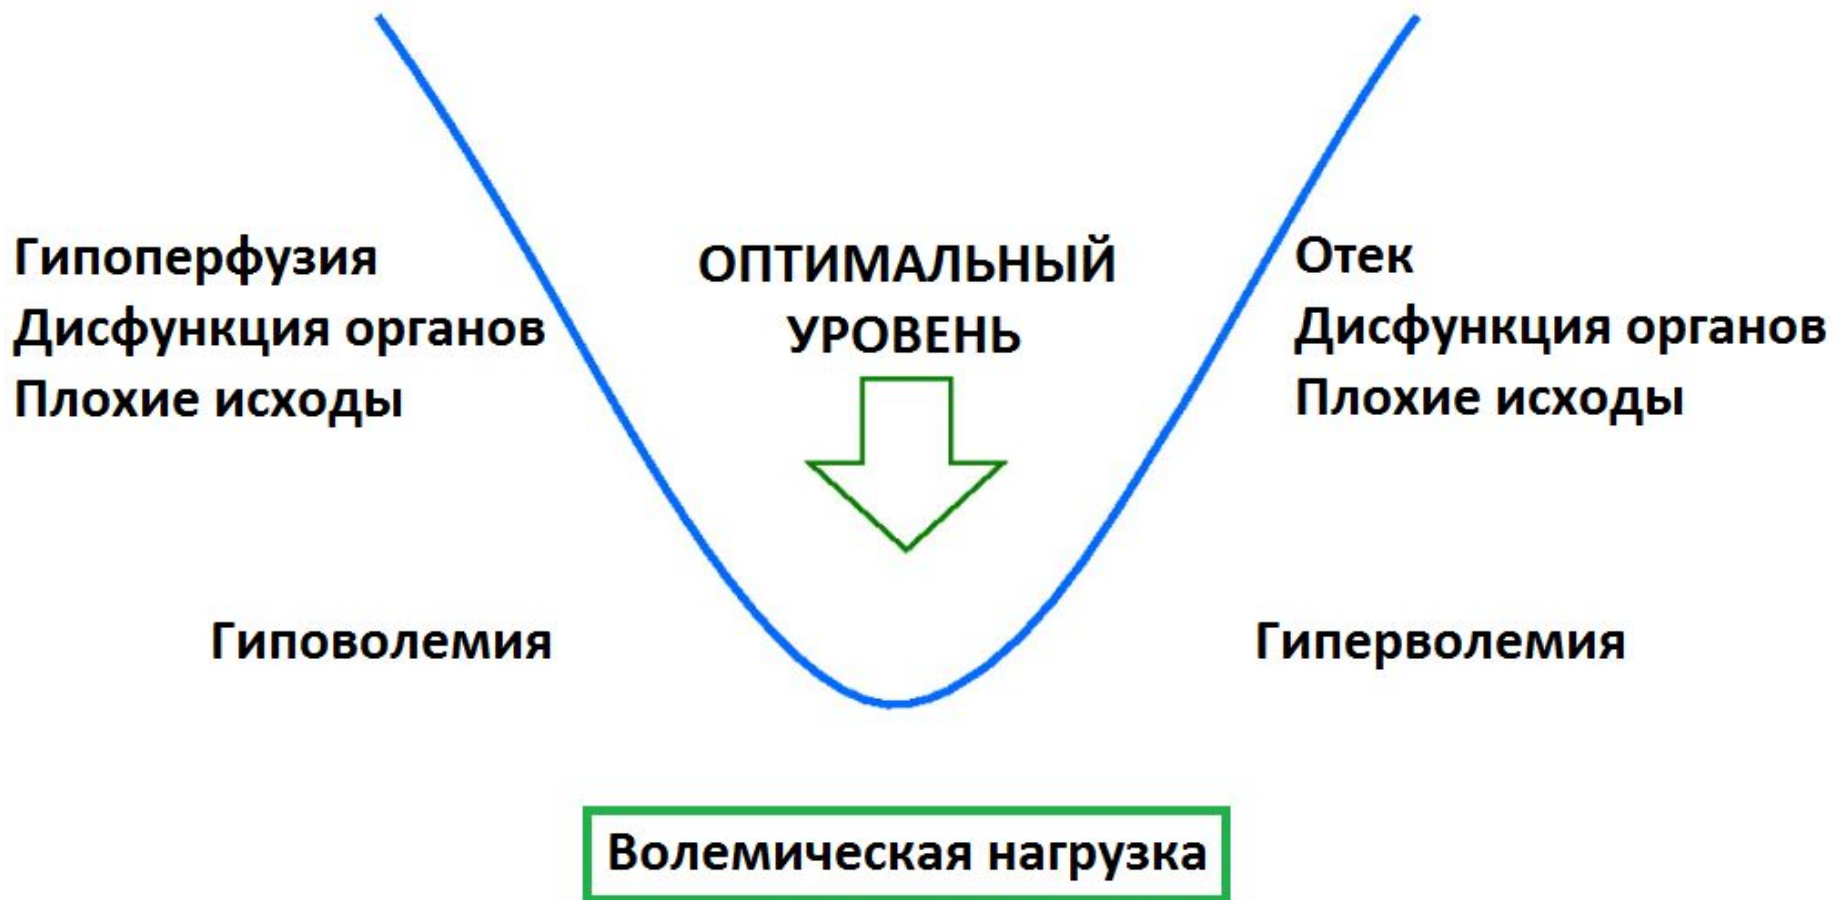 Гипоперфузия
Дисфункция органов
Плохие исходы
ОПТИМАЛЬНЫЙ
УРОВЕНЬ
Отек
Дисфункция органов
Плохие исходы
Гиповолемия
Гиперволемия
Волемическая нагрузка